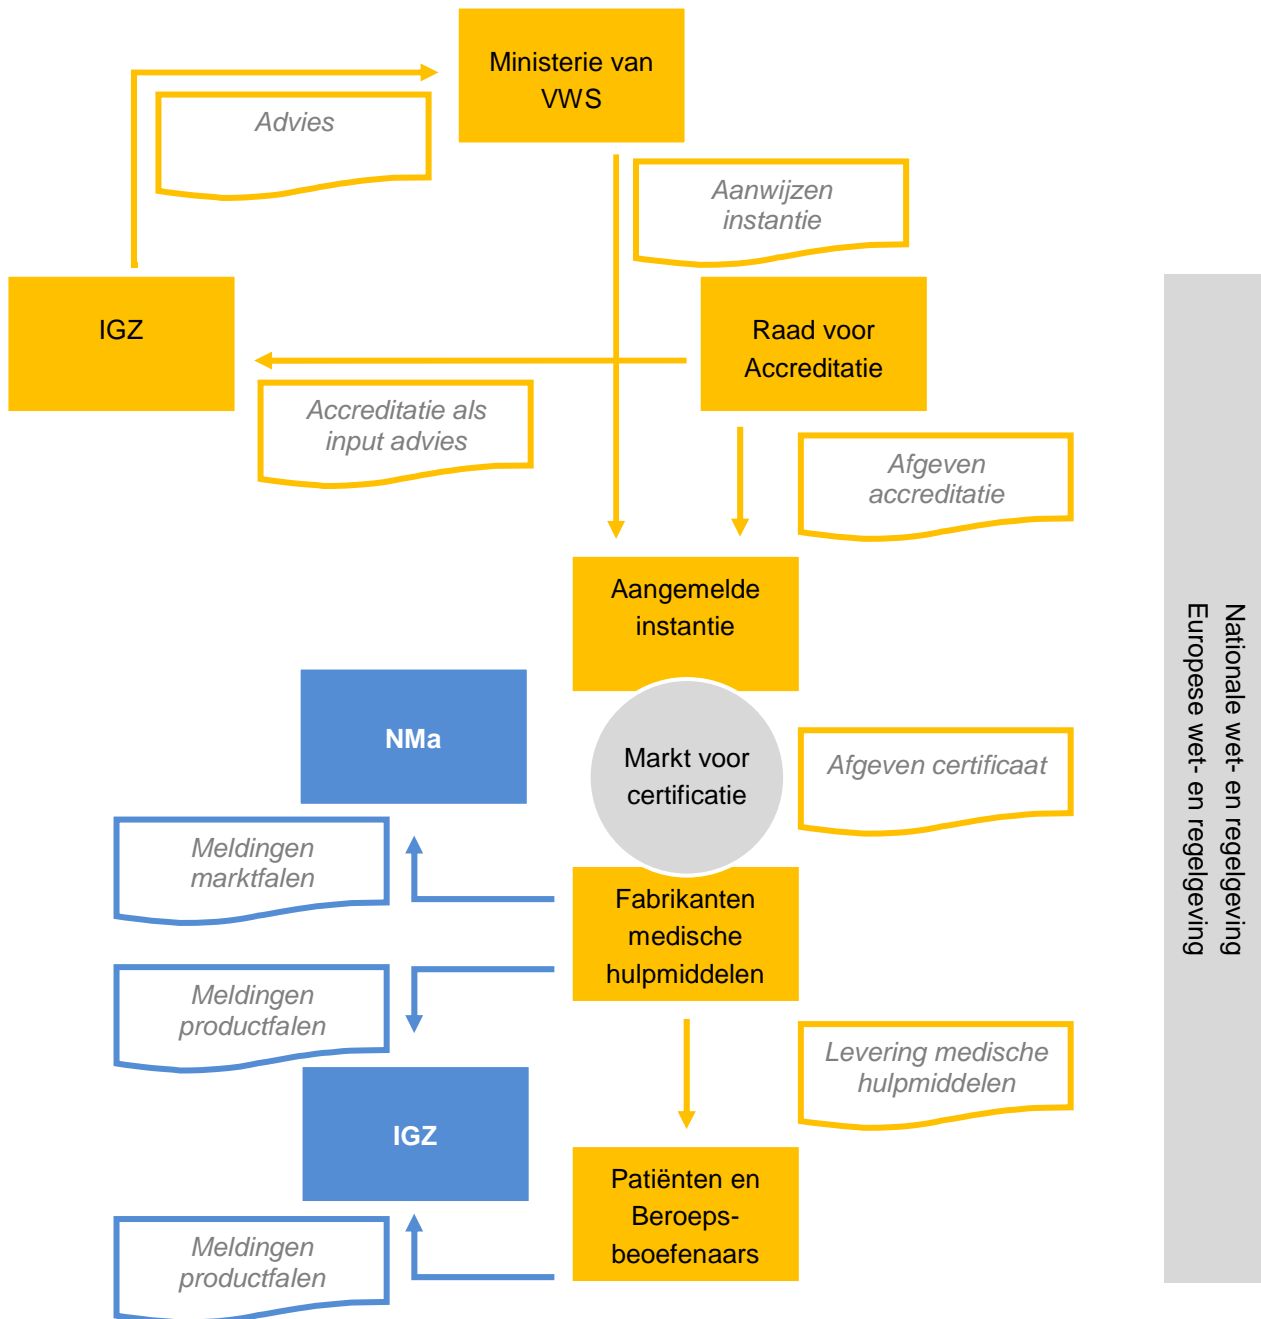 Ministerie van
VWS
Advies
Aanwijzen
instantie
IGZ
Raad voor
Accreditatie
Accreditatie als
input advies
Afgeven
accreditatie
Aangemelde
instantie
NMa
Markt voor
certificatie
Afgeven certificaat
Meldingen
marktfalen
Fabrikanten
medische
hulpmiddelen
Meldingen
productfalen
Levering medische
hulpmiddelen
IGZ
Patiënten en
Beroeps-
beoefenaars
Meldingen
productfalen
Nationale wet- en regelgeving
Europese wet- en regelgeving